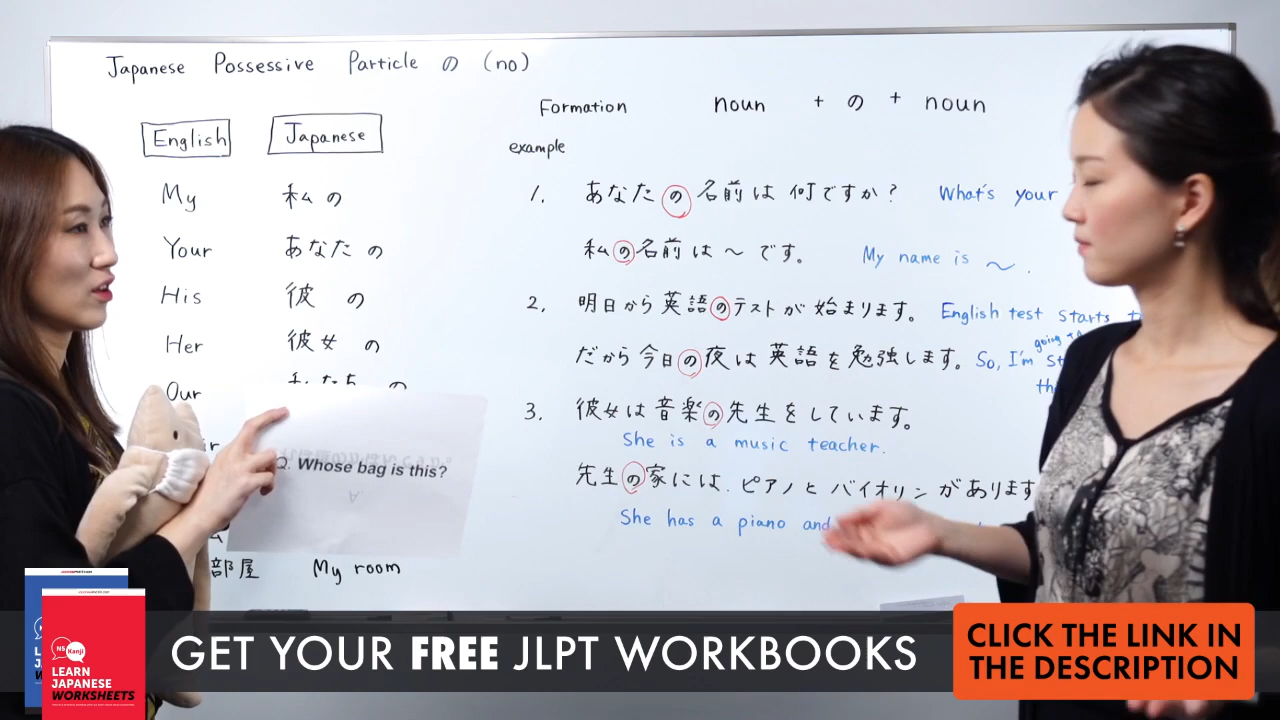 Japanese Possessive Particle の (no)
English Japanese
My 私の
Your あなたの
His 彼の
Her 彼女の
Our 私たちの
部屋 My room
Formation noun + の + noun
example
1. あなたの名前は何ですか? What's your
私の名前は〜です。 My name is 〜.
2. 明日から英語のテストが始まります。 English test starts
だから今日の夜は英語を勉強します。 So, I'm going
3. 彼女は音楽の先生をしています。
She is a music teacher.
先生の家には、ピアノとバイオリンがあります
She has a piano and
Q. Whose bag is this?
NS Kanji
LEARN
JAPANESE
WORKSHEETS
GET YOUR FREE JLPT WORKBOOKS
CLICK THE LINK IN
THE DESCRIPTION